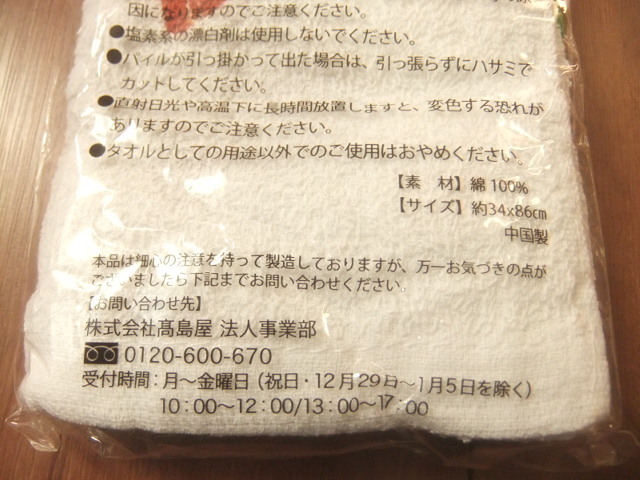 因になりますのでご注意ください。
●塩素系の漂白剤は使用しないでください。
●パイルが引っ掛かって出た場合は、引っ張らずにハサミで
カットしてください。
●直射日光や高温下に長時間放置しますと、変色する恐れが
ありますのでご注意ください。
●タオルとしての用途以外でのご使用はおやめください。
【素　材】綿100%
【サイズ】約34x86㎝
中国製
本品は細心の注意を持って製造しておりますが、万一お気づきの点が
ございましたら下記までお問い合わせください。
【お問い合わせ先】
株式会社髙島屋 法人事業部
0120-600-670
受付時間：月〜金曜日（祝日・12月29日〜1月5日を除く）
10：00〜12：00/13：00〜17：00